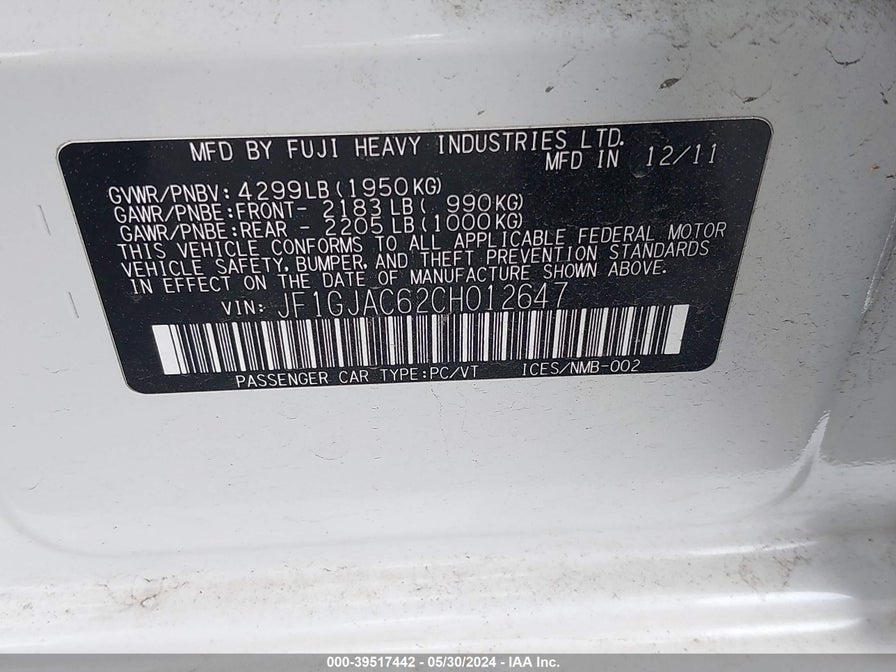 MFD BY FUJI HEAVY INDUSTRIES LTD.
MFD IN 12/11
GVWR/PNBV: 4299LB(1950KG)
GAWR/PNBE:FRONT- 2183LB( 990KG)
GAWR/PNBE:REAR - 2205LB(1000KG)
THIS VEHICLE CONFORMS TO ALL APPLICABLE FEDERAL MOTOR
VEHICLE SAFETY, BUMPER, AND THEFT PREVENTION STANDARDS
IN EFFECT ON THE DATE OF MANUFACTURE SHOWN ABOVE.
VIN: JF1GJAC62CH012647
PASSENGER CAR TYPE:PC/VT ICES/NMB-002
000-39517442 - 05/30/2024 - IAA Inc.